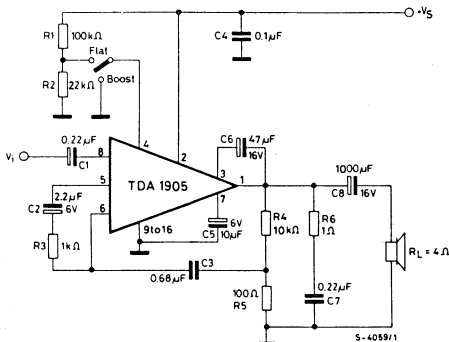 +Vs
R1
100kΩ
Flat
C4
0.1µF
R2
22kΩ
Boost
0.22µF
Vi
C1
8
4
2
C6
47µF
16V
3
1
TDA 1905
2.2µF
C2
6V
5
6
7
1000µF
C8
16V
R6
1Ω
R4
10kΩ
6V
C5
10µF
9to16
R3
1kΩ
RL = 4Ω
0.68µF
C3
100Ω
R5
0.22µF
C7
S-4059/1